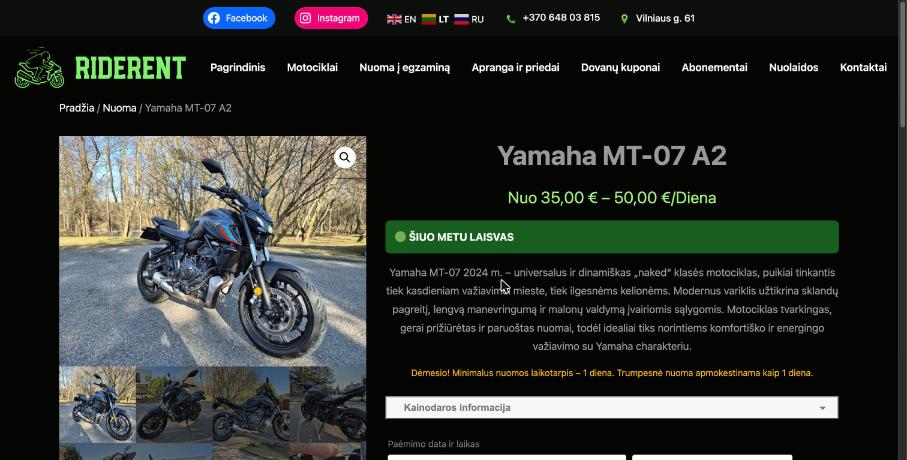 Facebook
Instagram
EN LT RU
+370 648 03 815
Vilniaus g. 61
RIDERENT
Pagrindinis Motociklai Nuoma į egzaminą Apranga ir priedai Dovanų kuponai Abonementai Nuolaidos Kontaktai
Pradžia / Nuoma / Yamaha MT-07 A2
Yamaha MT-07 A2
Nuo 35,00 € – 50,00 €/Diena
ŠIUO METU LAISVAS
Yamaha MT-07 2024 m. – universalus ir dinamiškas „naked“ klasės motociklas, puikiai tinkantis
tiek kasdieniam važiavimui mieste, tiek ilgesnėms kelionėms. Modernus variklis užtikrina sklandų
pagreitį, lengvą manevringumą ir malonų valdymą įvairiomis sąlygomis. Motociklas tvarkingas,
gerai prižiūrėtas ir paruoštas nuomai, todėl idealiai tiks norintiems komfortiško ir energingo
važiavimo su Yamaha charakteriu.
Dėmesio! Minimalus nuomos laikotarpis – 1 diena. Trumpesnė nuoma apmokestinama kaip 1 diena.
Kainodaros informacija
Paėmimo data ir laikas